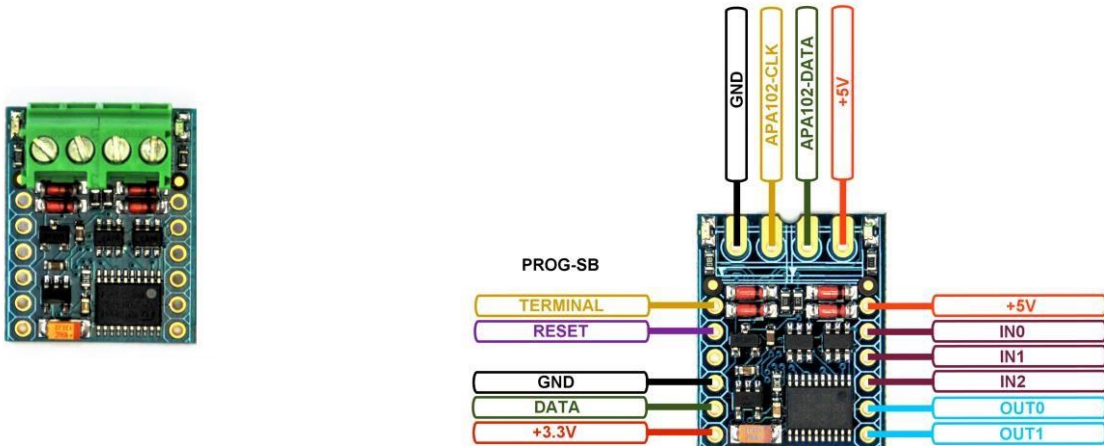 GND
APA102-CLK
APA102-DATA
+5V
PROG-SB
TERMINAL
RESET
GND
DATA
+3.3V
+5V
IN0
IN1
IN2
OUT0
OUT1